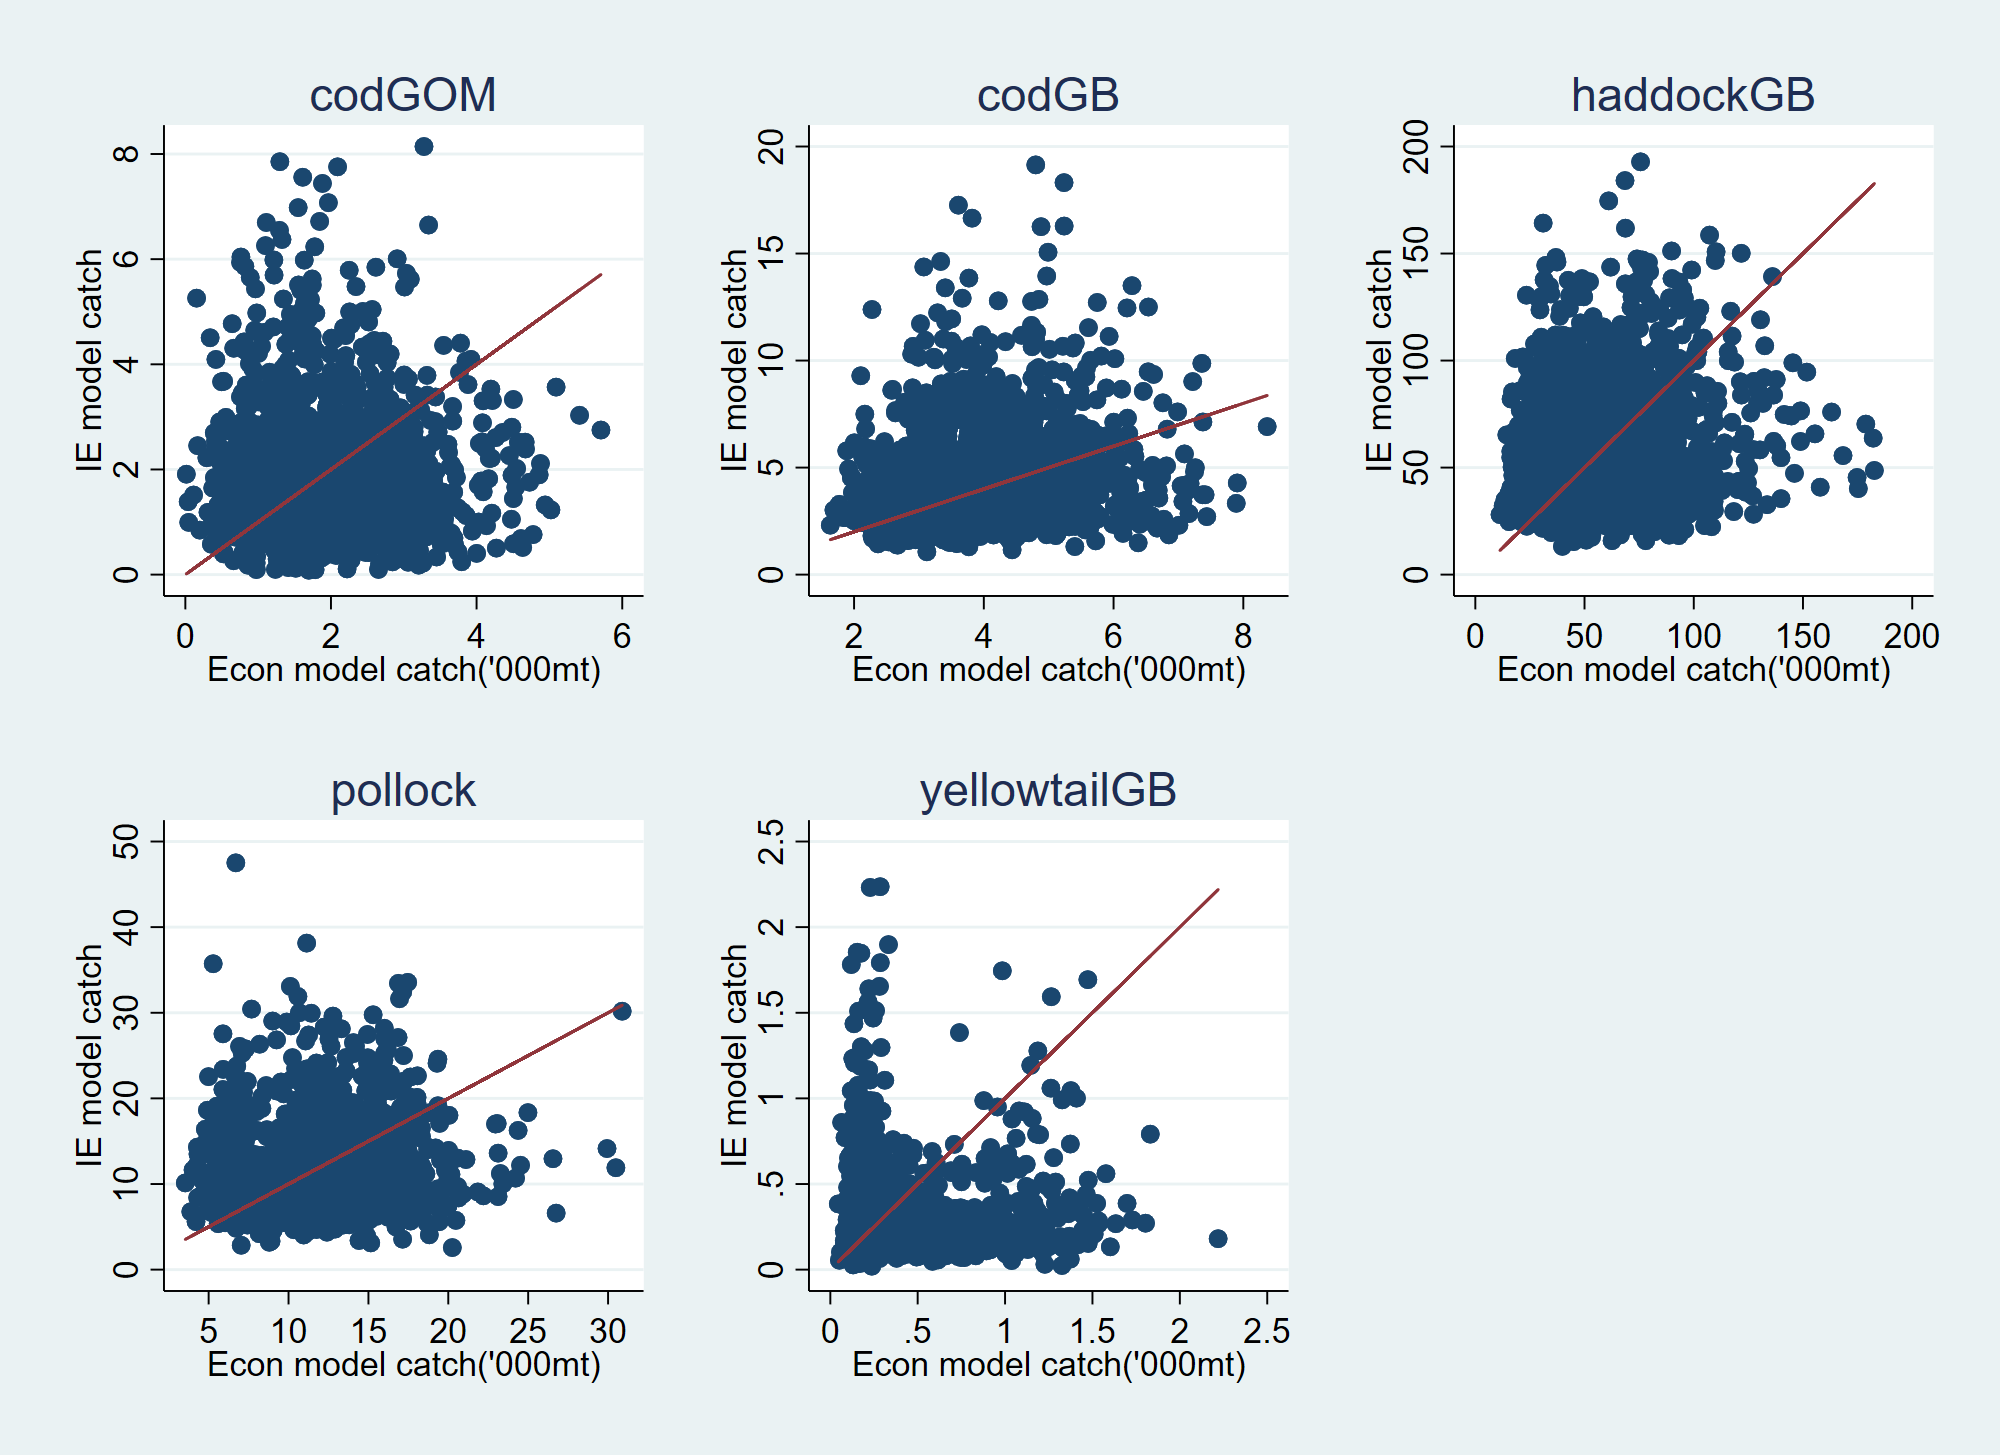 codGOM
IE model catch
0 2 4 6 8
0 2 4 6
Econ model catch('000mt)
codGB
IE model catch
0 5 10 15 20
2 4 6 8
Econ model catch('000mt)
haddockGB
IE model catch
0 50 100 150 200
0 50 100 150 200
Econ model catch('000mt)
pollock
IE model catch
0 10 20 30 40 50
5 10 15 20 25 30
Econ model catch('000mt)
yellowtailGB
IE model catch
0 .5 1 1.5 2 2.5
0 .5 1 1.5 2 2.5
Econ model catch('000mt)